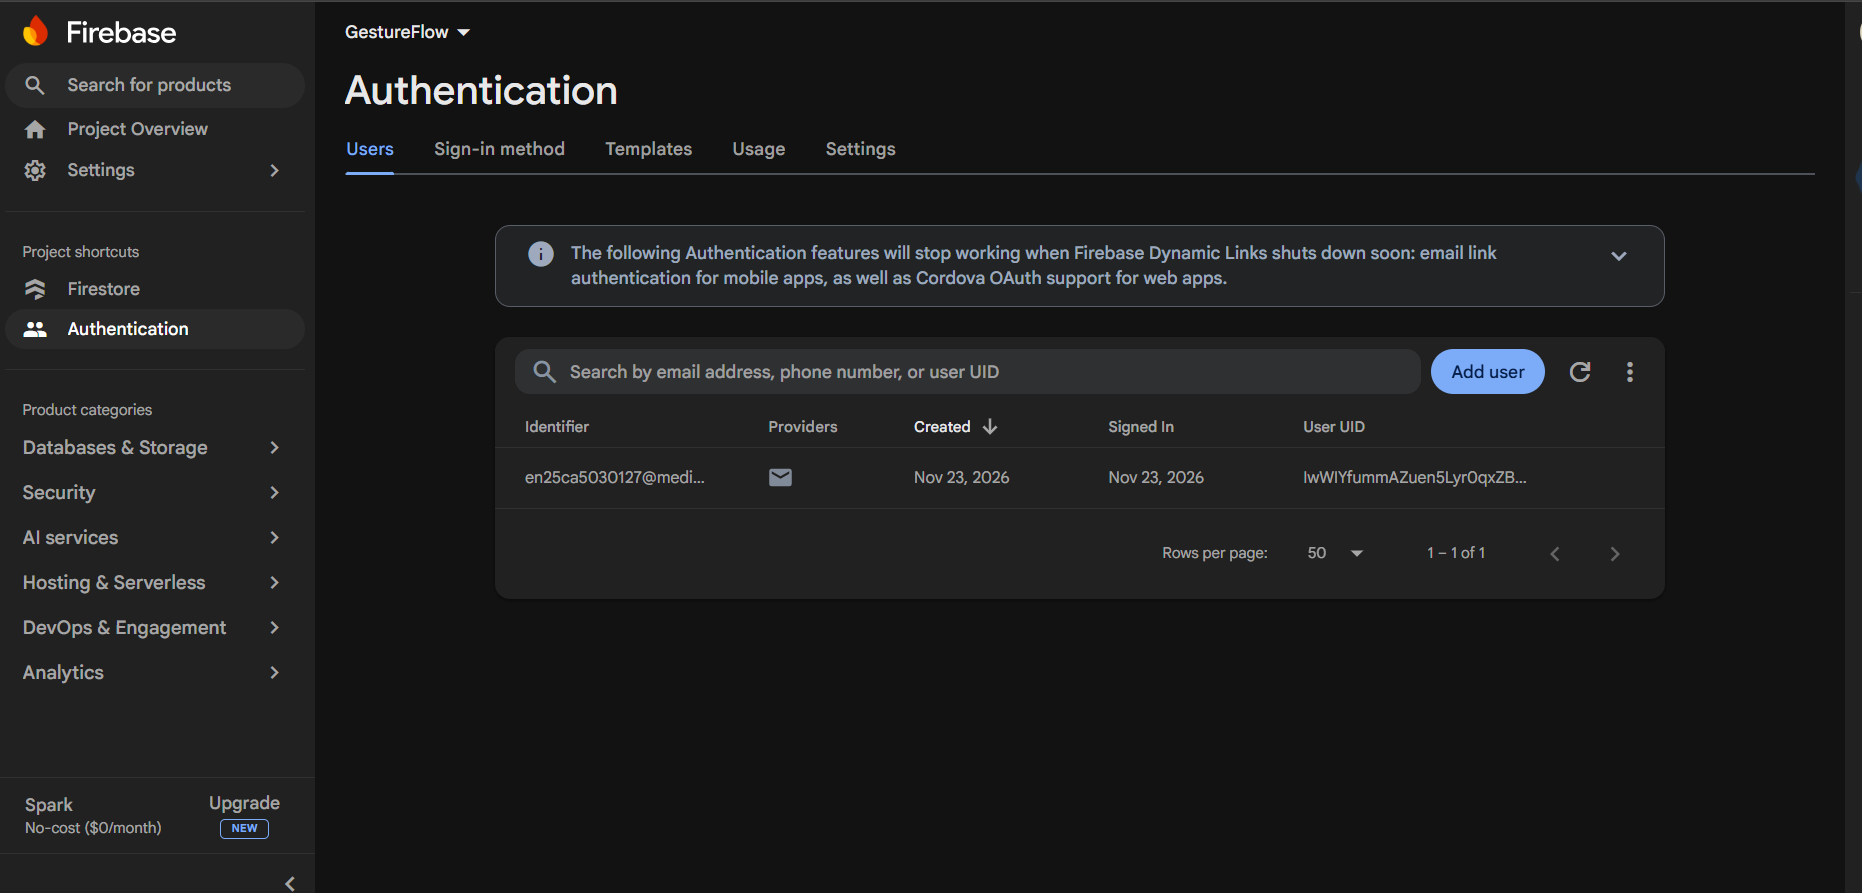 Firebase
Search for products
Project Overview
Settings
Project shortcuts
Firestore
Authentication
Product categories
Databases & Storage
Security
AI services
Hosting & Serverless
DevOps & Engagement
Analytics
Spark
No-cost ($0/month)
Upgrade
NEW
GestureFlow
Authentication
Users Sign-in method Templates Usage Settings
The following Authentication features will stop working when Firebase Dynamic Links shuts down soon: email link
authentication for mobile apps, as well as Cordova OAuth support for web apps.
Search by email address, phone number, or user UID
Add user
Identifier Providers Created Signed In User UID
en25ca5030127@medi... Nov 23, 2026 Nov 23, 2026 IwWlYfummAZuen5Lyr0qxZB...
Rows per page: 50 1 – 1 of 1